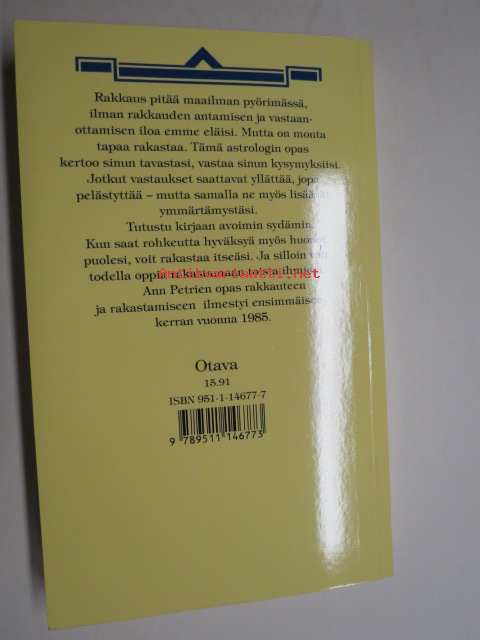 Rakkaus pitää maailman pyörimässä,
ilman rakkauden antamisen ja vastaan-
ottamisen iloa emme eläisi. Mutta on monta
tapaa rakastaa. Tämä astrologin opas
kertoo sinun tavastasi, vastaa sinun kysymyksiisi.
Jotkut vastaukset saattavat yllättää, jopa
pelästyttää – mutta samalla ne myös
ymmärtämystäsi.
Tutustu kirjaan avoimin sydämin.
Kun saat rohkeutta hyväksyä myös
puolesi, voit rakastaa itseäsi. Ja silloin
todella
Antikvariaatti.net
Ann Petrien opas rakkauteen
ja rakastamiseen ilmestyi
kerran vuonna 1985.
Otava
15.91
ISBN 951-1-14677-7
9 789511 146773